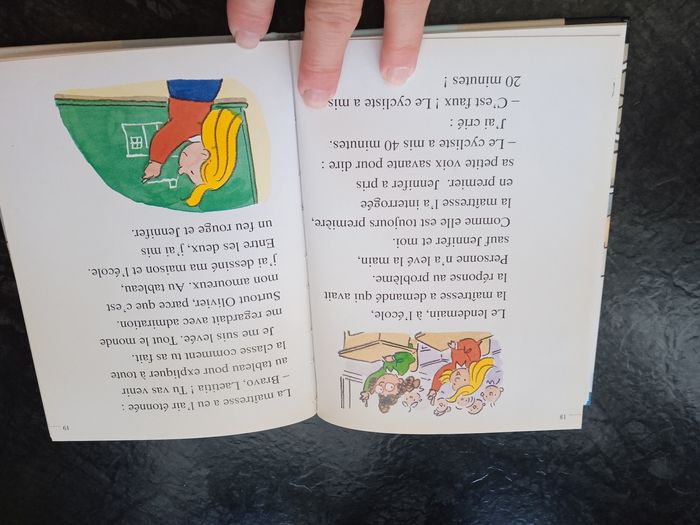 Le lendemain, à l'école,
la maîtresse a demandé qui avait
la réponse au problème.
Personne n'a levé la main,
sauf Jennifer et moi.
Comme elle est toujours première,
la maîtresse l'a interrogée
en premier. Jennifer a pris
sa petite voix savante pour dire :
– Le cycliste a mis 40 minutes.
J'ai crié :
– C'est faux ! Le cycliste a mis
20 minutes !
18
La maîtresse a eu l'air étonnée :
– Bravo, Laetitia ! Tu vas venir
au tableau pour expliquer à toute
la classe comment tu as fait.
Je me suis levée. Tout le monde
me regardait avec admiration.
Surtout Olivier, parce que c'est
mon amoureux. Au tableau,
j'ai dessiné ma maison et l'école.
Entre les deux, j'ai mis
un feu rouge et Jennifer.
19